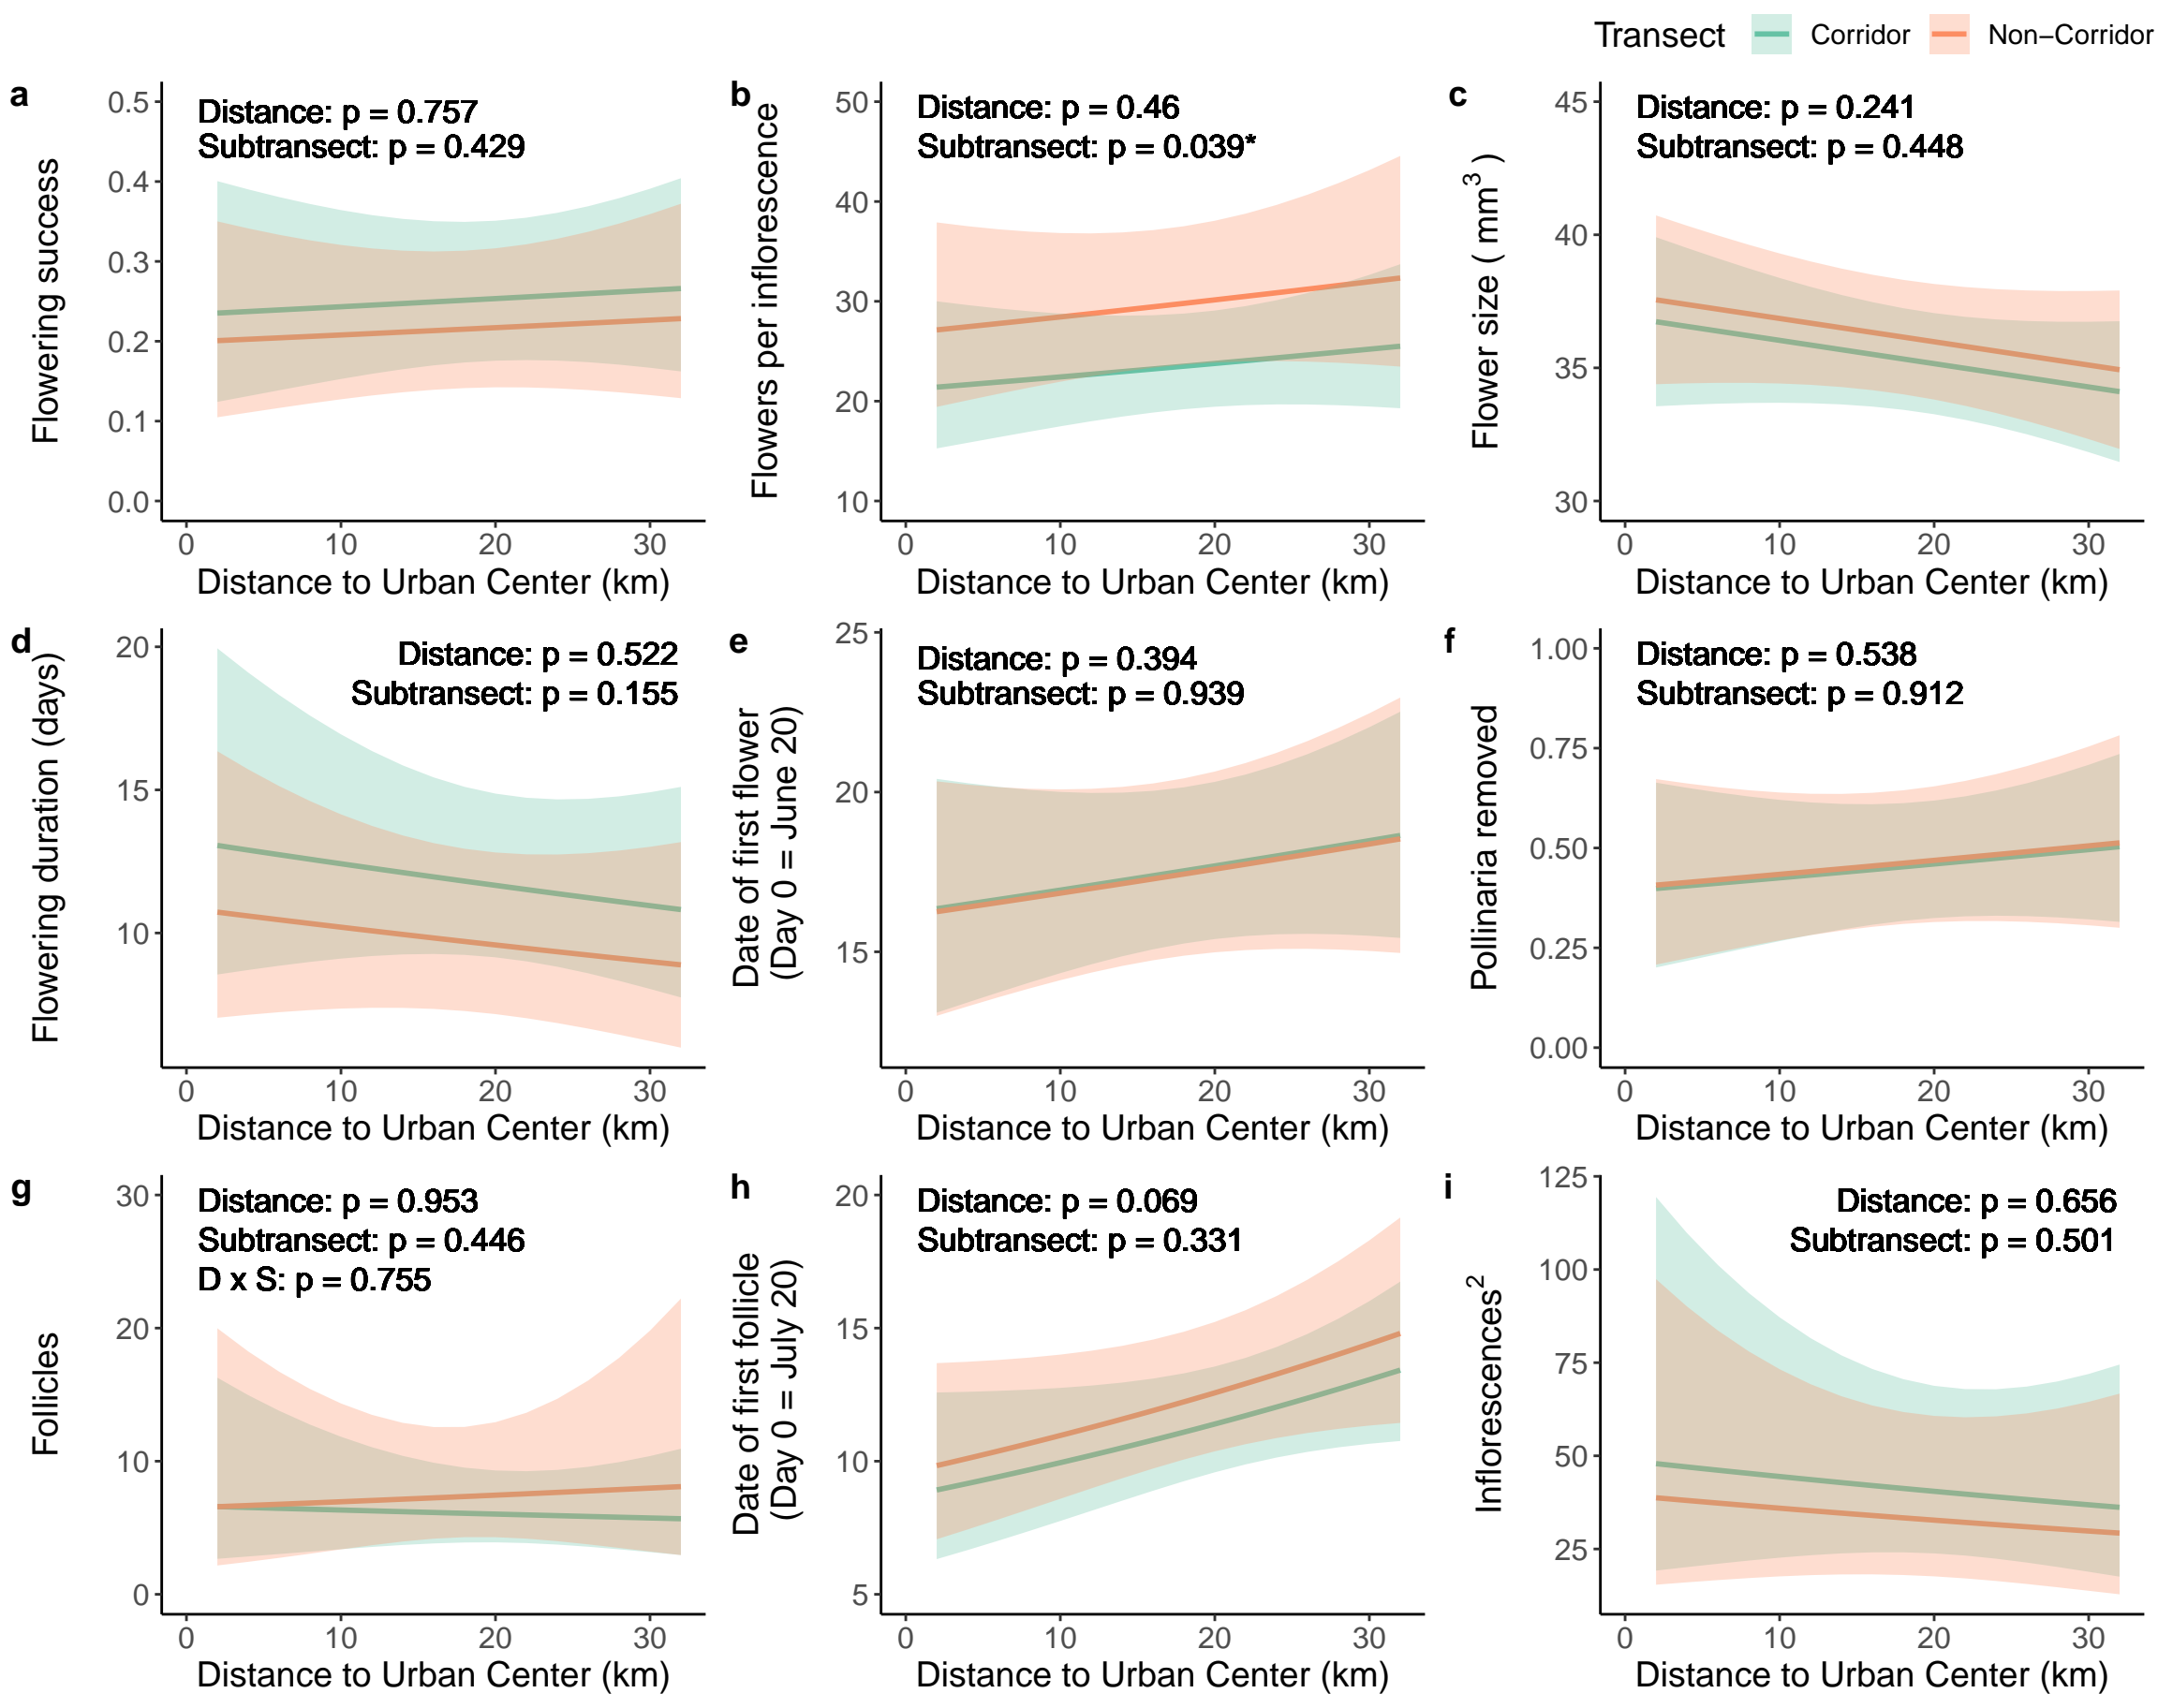 Transect Corridor Non−Corridor
a
Distance: p = 0.757
Subtransect: p = 0.429
Flowering success
0.5
0.4
0.3
0.2
0.1
0.0
0 10 20 30
Distance to Urban Center (km)
b
Distance: p = 0.46
Subtransect: p = 0.039*
Flowers per inflorescence
50
40
30
20
10
0 10 20 30
Distance to Urban Center (km)
c
Distance: p = 0.241
Subtransect: p = 0.448
Flower size ( mm³ )
45
40
35
30
0 10 20 30
Distance to Urban Center (km)
d
Distance: p = 0.522
Subtransect: p = 0.155
Flowering duration (days)
20
15
10
0 10 20 30
Distance to Urban Center (km)
e
Distance: p = 0.394
Subtransect: p = 0.939
Date of first flower
(Day 0 = June 20)
25
20
15
0 10 20 30
Distance to Urban Center (km)
f
Distance: p = 0.538
Subtransect: p = 0.912
Pollinaria removed
1.00
0.75
0.50
0.25
0.00
0 10 20 30
Distance to Urban Center (km)
g
Distance: p = 0.953
Subtransect: p = 0.446
D x S: p = 0.755
Follicles
30
20
10
0
0 10 20 30
Distance to Urban Center (km)
h
Distance: p = 0.069
Subtransect: p = 0.331
Date of first follicle
(Day 0 = July 20)
20
15
10
5
0 10 20 30
Distance to Urban Center (km)
i
Distance: p = 0.656
Subtransect: p = 0.501
Inflorescences²
125
100
75
50
25
0 10 20 30
Distance to Urban Center (km)